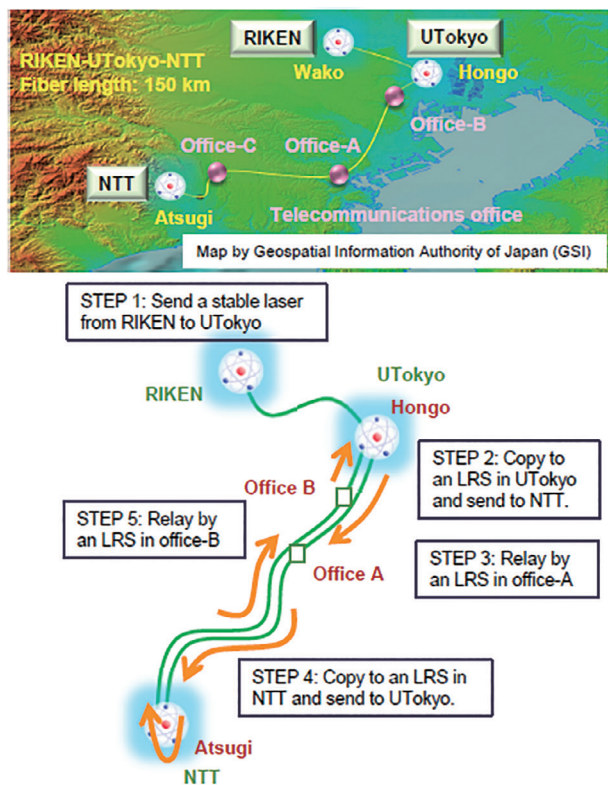 RIKEN
UTokyo
RIKEN-UTokyo-NTT
Fiber length: 150 km
Wako
Hongo
Office-B
Office-C
Office-A
NTT
Atsugi
Telecommunications office
Map by Geospatial Information Authority of Japan (GSI)
STEP 1: Send a stable laser
from RIKEN to UTokyo
RIKEN
UTokyo
Hongo
STEP 2: Copy to
an LRS in UTokyo
and send to NTT.
Office B
STEP 5: Relay by
an LRS in office-B
Office A
STEP 3: Relay by
an LRS in office-A
STEP 4: Copy to an LRS in
NTT and send to UTokyo.
Atsugi
NTT